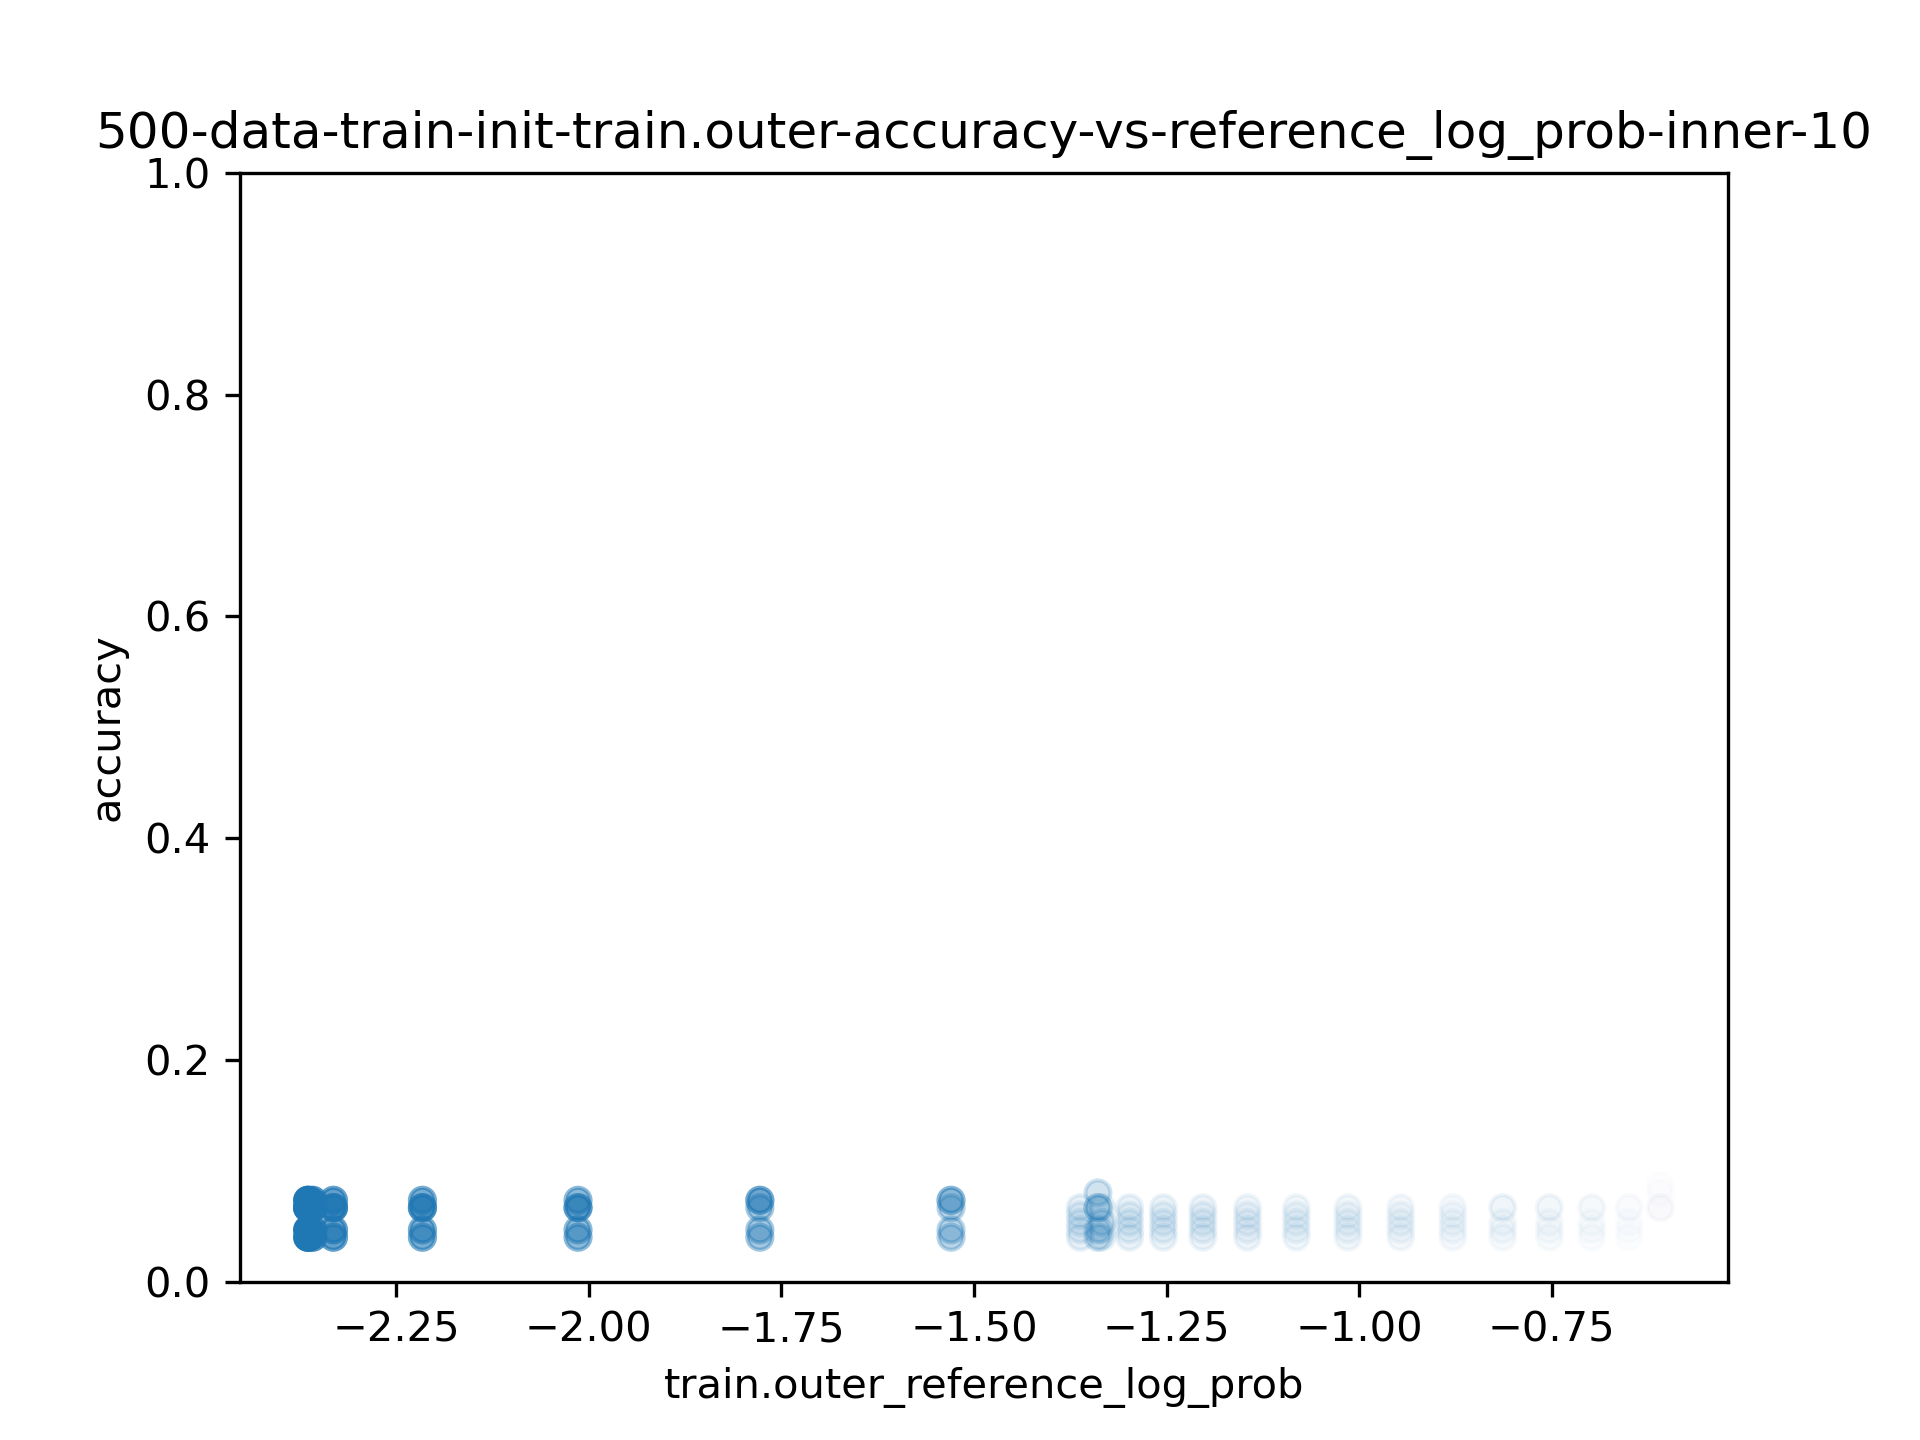 500-data-train-init-train.outer-accuracy-vs-reference_log_prob-inner-10
1.0
0.8
0.6
0.4
0.2
0.0
accuracy
−2.25 −2.00 −1.75 −1.50 −1.25 −1.00 −0.75
train.outer_reference_log_prob